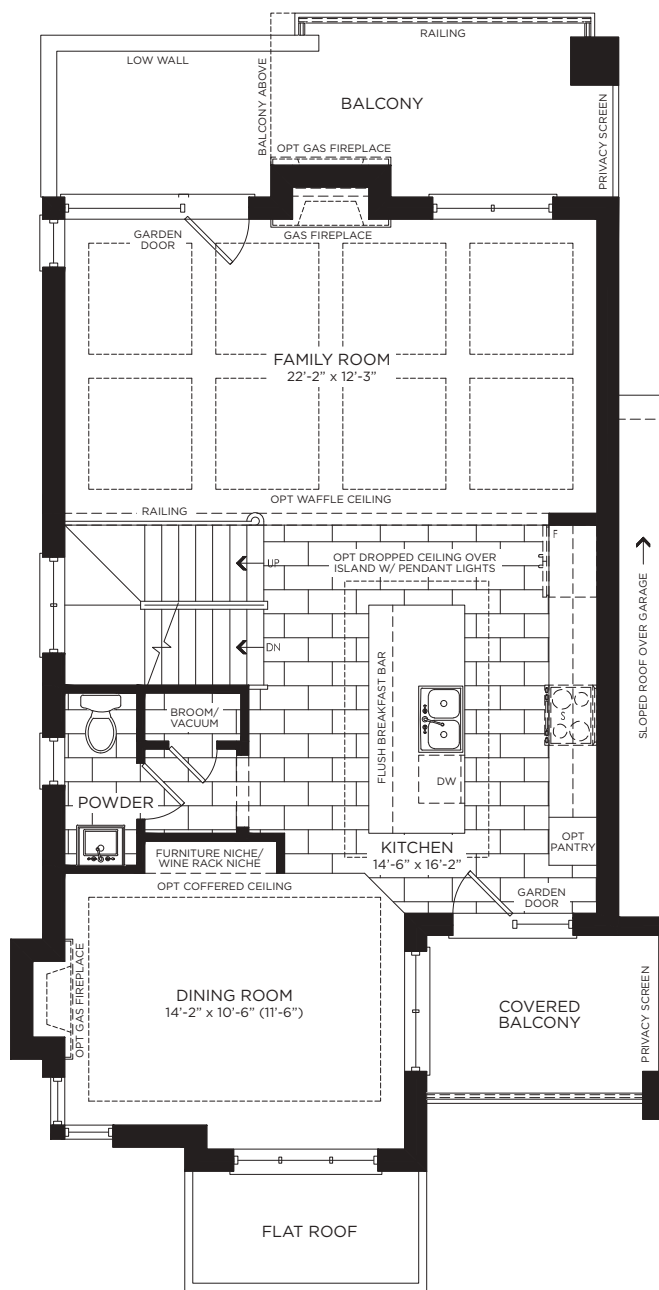 RAILING
LOW WALL
BALCONY ABOVE
BALCONY
PRIVACY SCREEN
OPT GAS FIREPLACE
GARDEN
DOOR
GAS FIREPLACE
FAMILY ROOM
22'-2” x 12'-3”
OPT WAFFLE CEILING
RAILING
UP
OPT DROPPED CEILING OVER
ISLAND W/ PENDANT LIGHTS
F
DN
SLOPED ROOF OVER GARAGE
FLUSH BREAKFAST BAR
BROOM/
VACUUM
S
DW
POWDER
KITCHEN
14'-6” x 16'-2”
OPT
PANTRY
FURNITURE NICHE/
WINE RACK NICHE
OPT COFFERED CEILING
GARDEN
DOOR
OPT GAS FIREPLACE
DINING ROOM
14'-2” x 10'-6” (11'-6”)
COVERED
BALCONY
PRIVACY SCREEN
FLAT ROOF